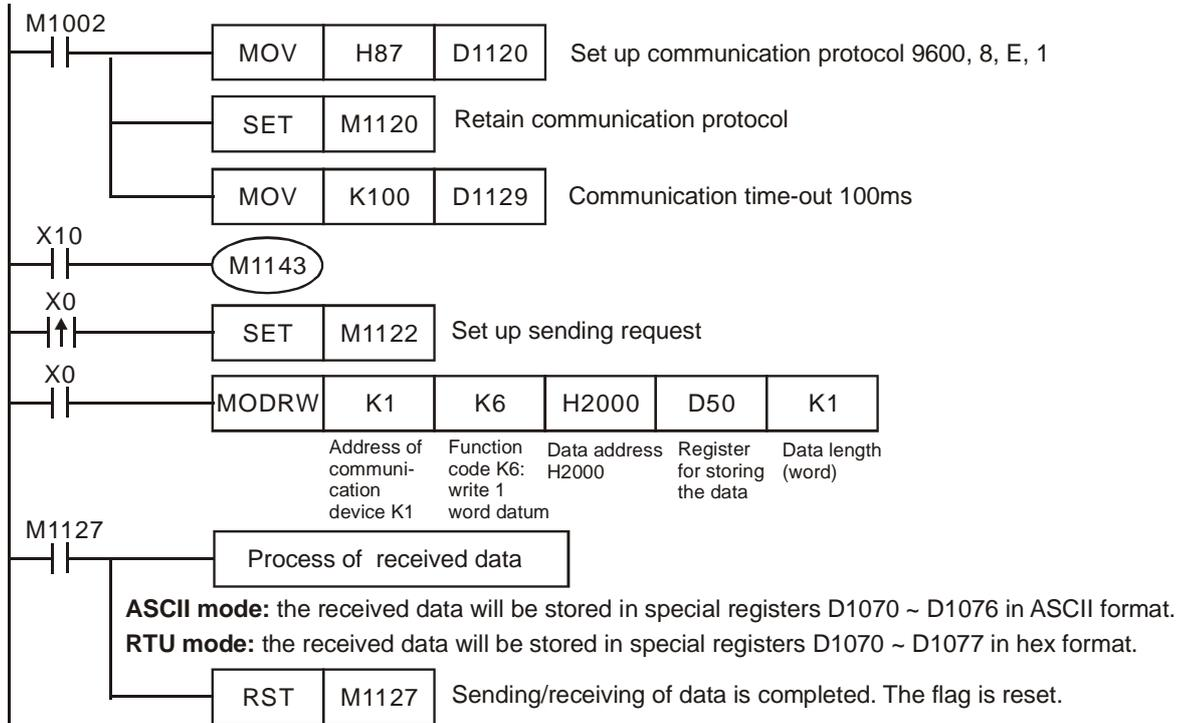 M1002
MOV H87 D1120 Set up communication protocol 9600, 8, E, 1
SET M1120 Retain communication protocol
MOV K100 D1129 Communication time-out 100ms
X10
M1143
X0
SET M1122 Set up sending request
X0
MODRW K1 K6 H2000 D50 K1
Address of communi-cation device K1
Function code K6: write 1 word datum
Data address H2000
Register for storing the data
Data length (word)
M1127
Process of received data
ASCII mode: the received data will be stored in special registers D1070 ~ D1076 in ASCII format.
RTU mode: the received data will be stored in special registers D1070 ~ D1077 in hex format.
RST M1127 Sending/receiving of data is completed. The flag is reset.